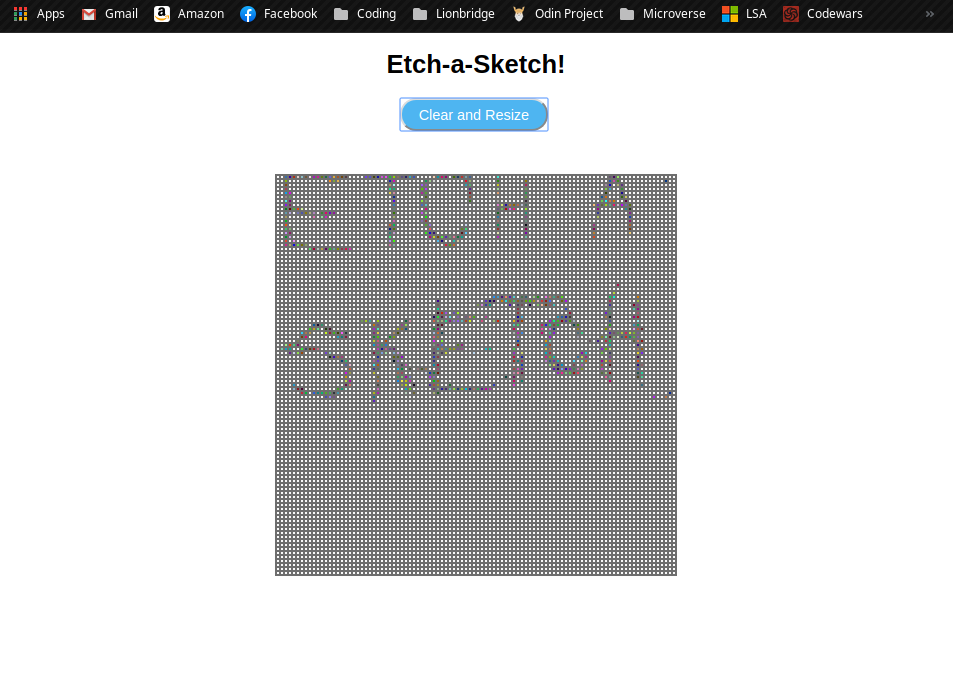 Apps Gmail Amazon Facebook Coding Lionbridge Odin Project Microverse LSA Codewars »
Etch-a-Sketch!
Clear and Resize
ETCH A
SKETCH